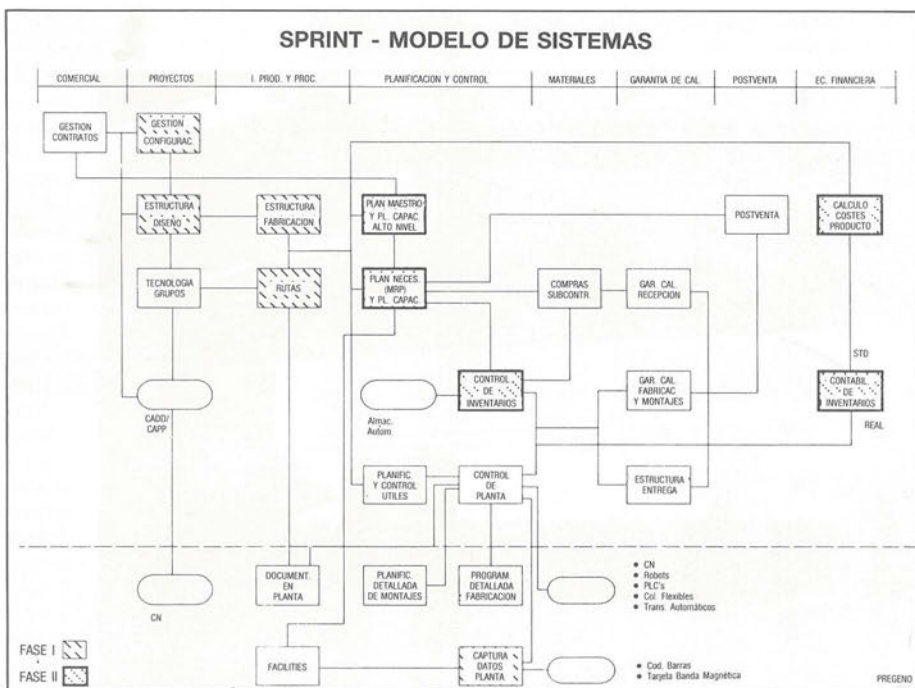 SPRINT - MODELO DE SISTEMAS
COMERCIAL
PROYECTOS
I. PROD. Y PROC.
PLANIFICACION Y CONTROL
MATERIALES
GARANTIA DE CAL.
POSTVENTA
EC. FINANCIERA
GESTION
CONTRATOS
GESTION
CONFIGURAC.
ESTRUCTURA
DISEÑO
ESTRUCTURA
FABRICACION
PLAN MAESTRO
Y PL. CAPAC.
ALTO NIVEL
POSTVENTA
CALCULO
COSTES
PRODUCTO
TECNOLOGIA
GRUPOS
RUTAS
PLAN NECES.
(MRP)
Y PL. CAPAC.
COMPRAS
SUBCONTR.
GAR. CAL.
RECEPCION
STD
CADD/
CAPP
Almac.
Autom.
CONTROL
DE
INVENTARIOS
GAR. CAL.
FABRICAC
Y MONTAJES
CONTABIL.
DE
INVENTARIOS
REAL
PLANIFIC.
Y CONTROL
UTILES
CONTROL
DE
PLANTA
ESTRUCTURA
ENTREGA
CN
DOCUMENT.
EN
PLANTA
PLANIFIC.
DETALLADA
DE MONTAJES
PROGRAM
DETALLADA
FABRICACION
• CN
• Robots
• PLC's
• Col. Flexibles
• Trans. Automáticos
FASE I
FASE II
FACILITIES
CAPTURA
DATOS
PLANTA
• Cod. Barras
• Tarjeta Banda Magnética
PREGENO